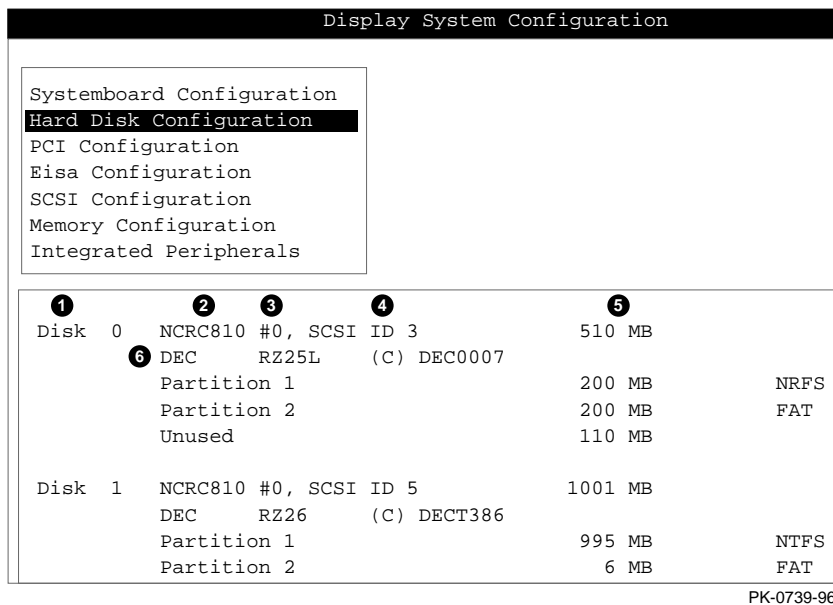 Display System Configuration
Systemboard Configuration
Hard Disk Configuration
PCI Configuration
Eisa Configuration
SCSI Configuration
Memory Configuration
Integrated Peripherals
1 2 3 4 5
Disk 0 NCRC810 #0, SCSI ID 3 510 MB
6 DEC RZ25L (C) DEC0007
Partition 1 200 MB NRFS
Partition 2 200 MB FAT
Unused 110 MB
Disk 1 NCRC810 #0, SCSI ID 5 1001 MB
DEC RZ26 (C) DECT386
Partition 1 995 MB NTFS
Partition 2 6 MB FAT
PK-0739-96